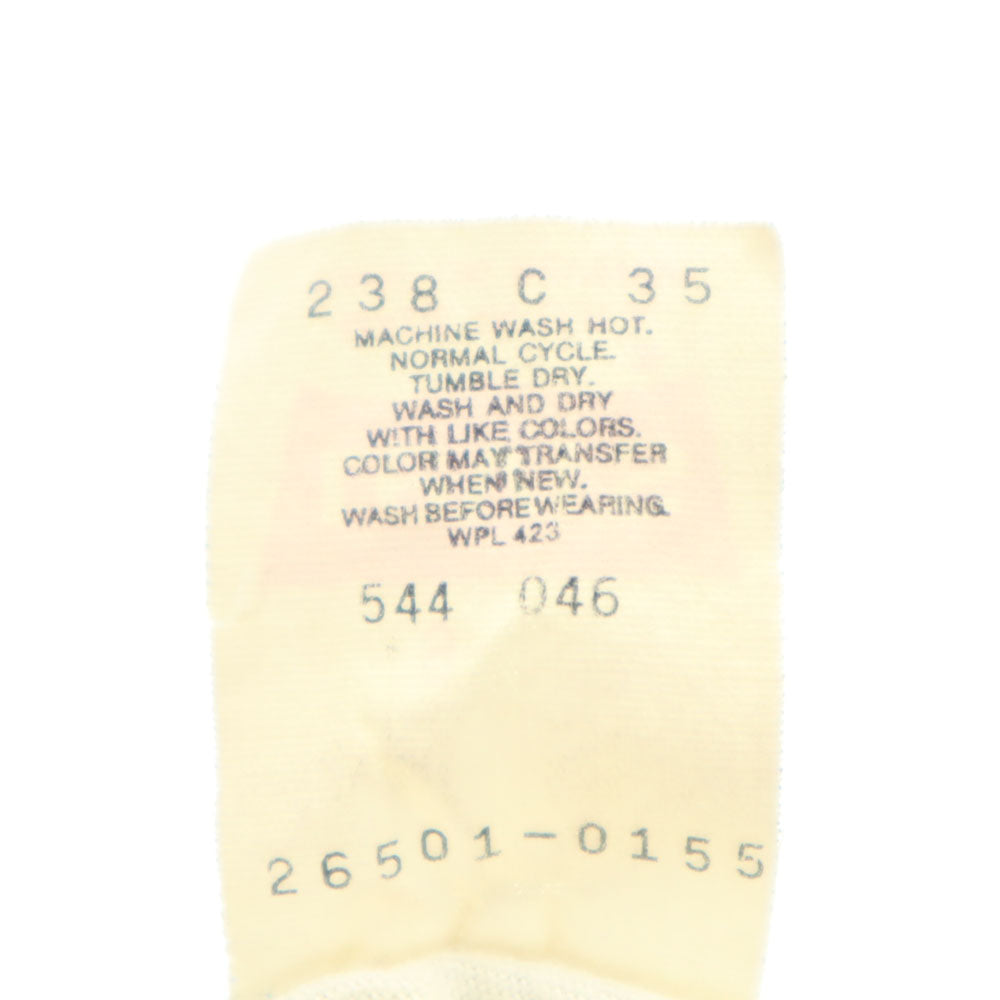 238 C 35
MACHINE WASH HOT.
NORMAL CYCLE.
TUMBLE DRY.
WASH AND DRY
WITH LIKE COLORS.
COLOR MAY TRANSFER
WHEN NEW.
WASH BEFORE WEARING.
WPL 423
544 046
26501-0155